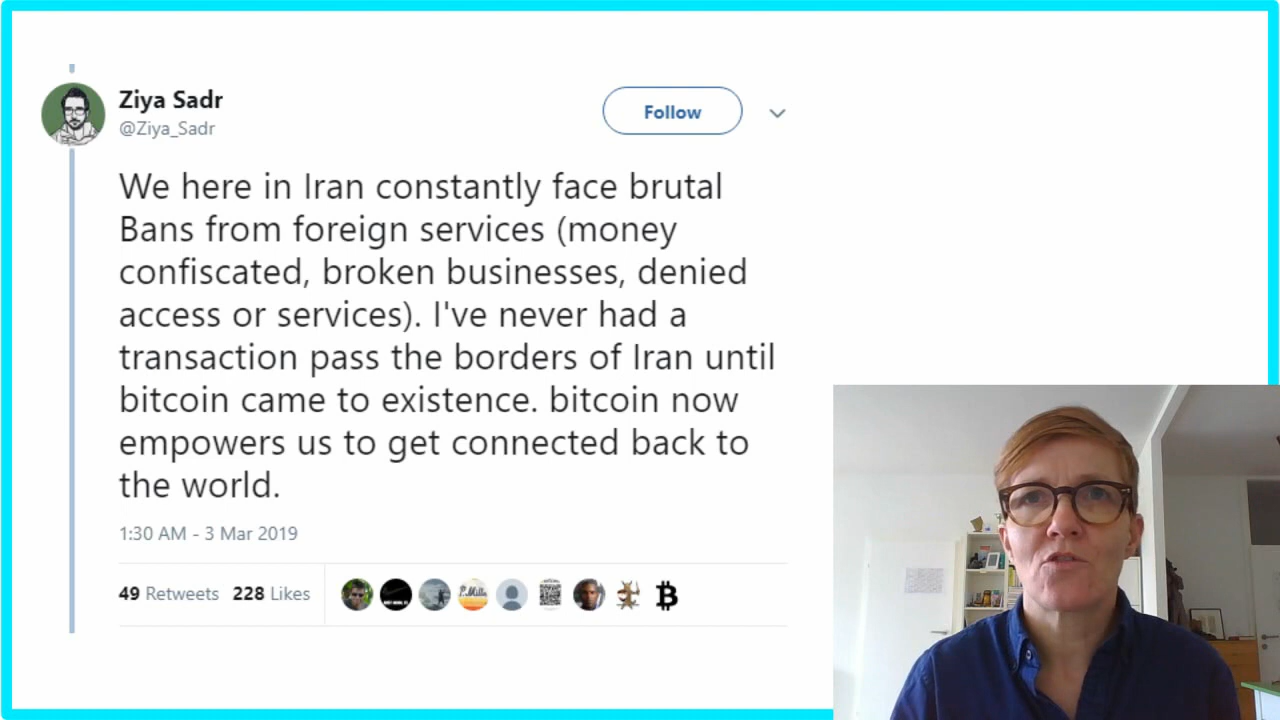 Ziya Sadr
@Ziya_Sadr
Follow
We here in Iran constantly face brutal
Bans from foreign services (money
confiscated, broken businesses, denied
access or services). I've never had a
transaction pass the borders of Iran until
bitcoin came to existence. bitcoin now
empowers us to get connected back to
the world.
1:30 AM - 3 Mar 2019
49 Retweets 228 Likes